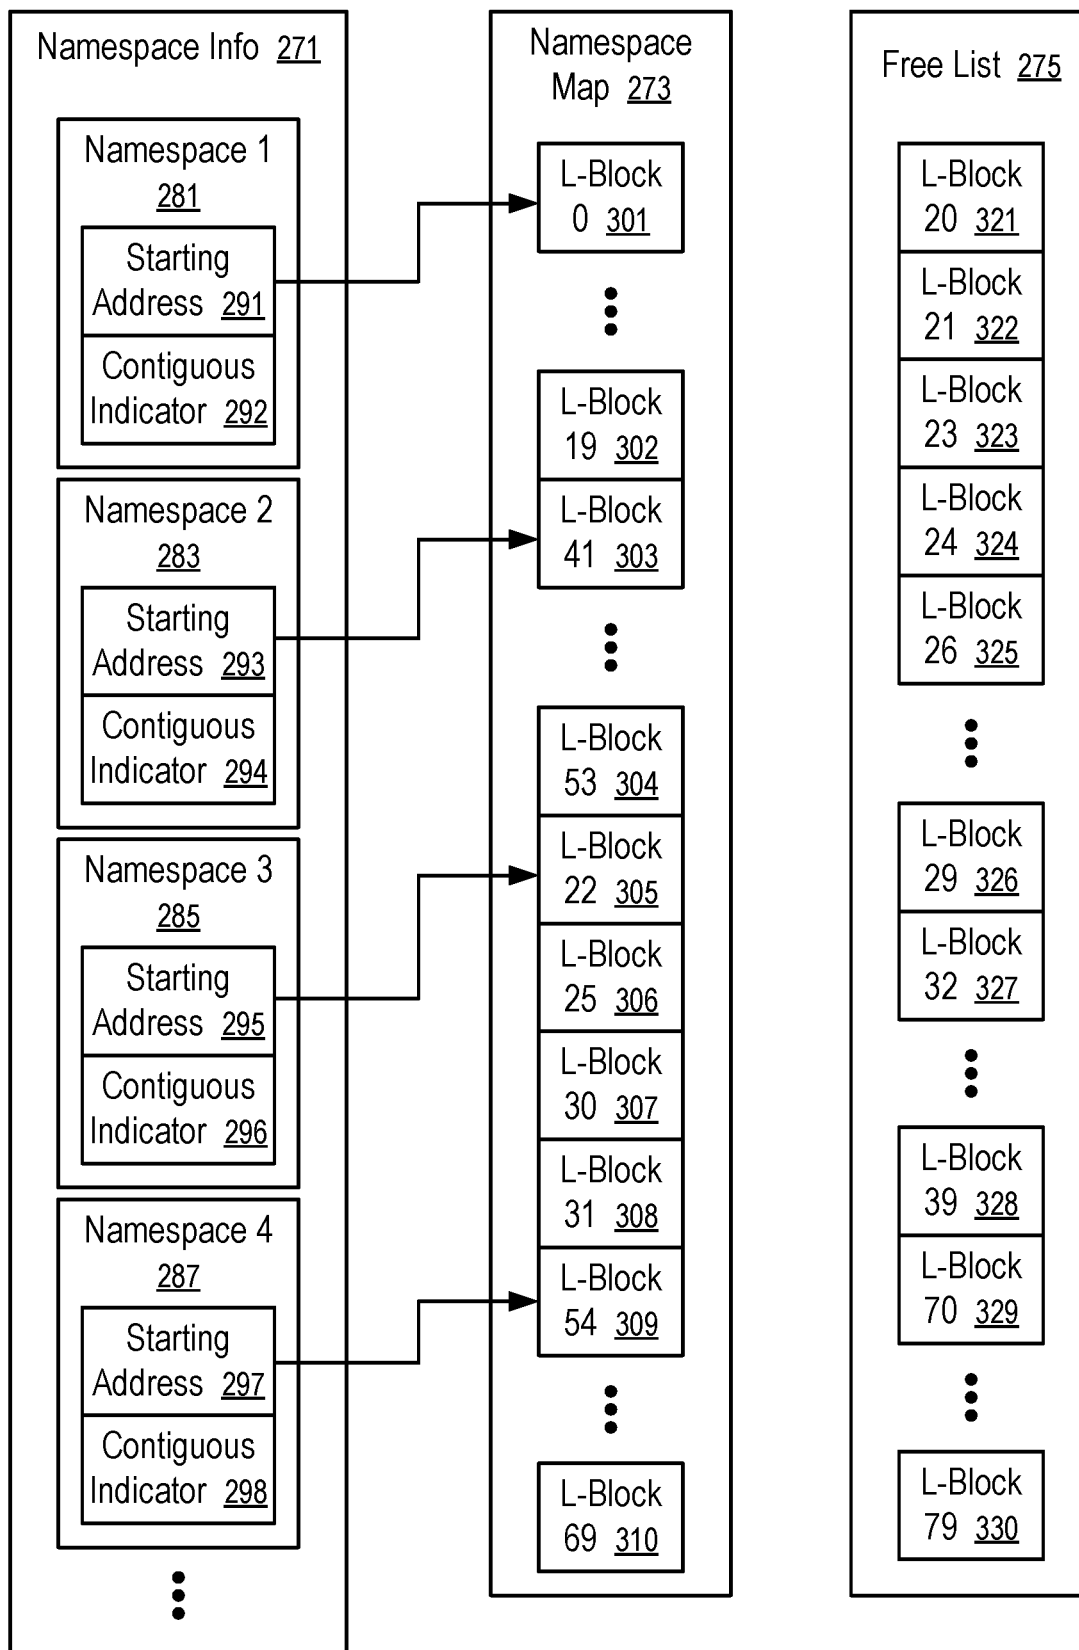 Namespace Info 271
Namespace 1
281
Starting
Address 291
Contiguous
Indicator 292
Namespace 2
283
Starting
Address 293
Contiguous
Indicator 294
Namespace 3
285
Starting
Address 295
Contiguous
Indicator 296
Namespace 4
287
Starting
Address 297
Contiguous
Indicator 298
Namespace
Map 273
L-Block
0 301
L-Block
19 302
L-Block
41 303
L-Block
53 304
L-Block
22 305
L-Block
25 306
L-Block
30 307
L-Block
31 308
L-Block
54 309
L-Block
69 310
Free List 275
L-Block
20 321
L-Block
21 322
L-Block
23 323
L-Block
24 324
L-Block
26 325
L-Block
29 326
L-Block
32 327
L-Block
39 328
L-Block
70 329
L-Block
79 330